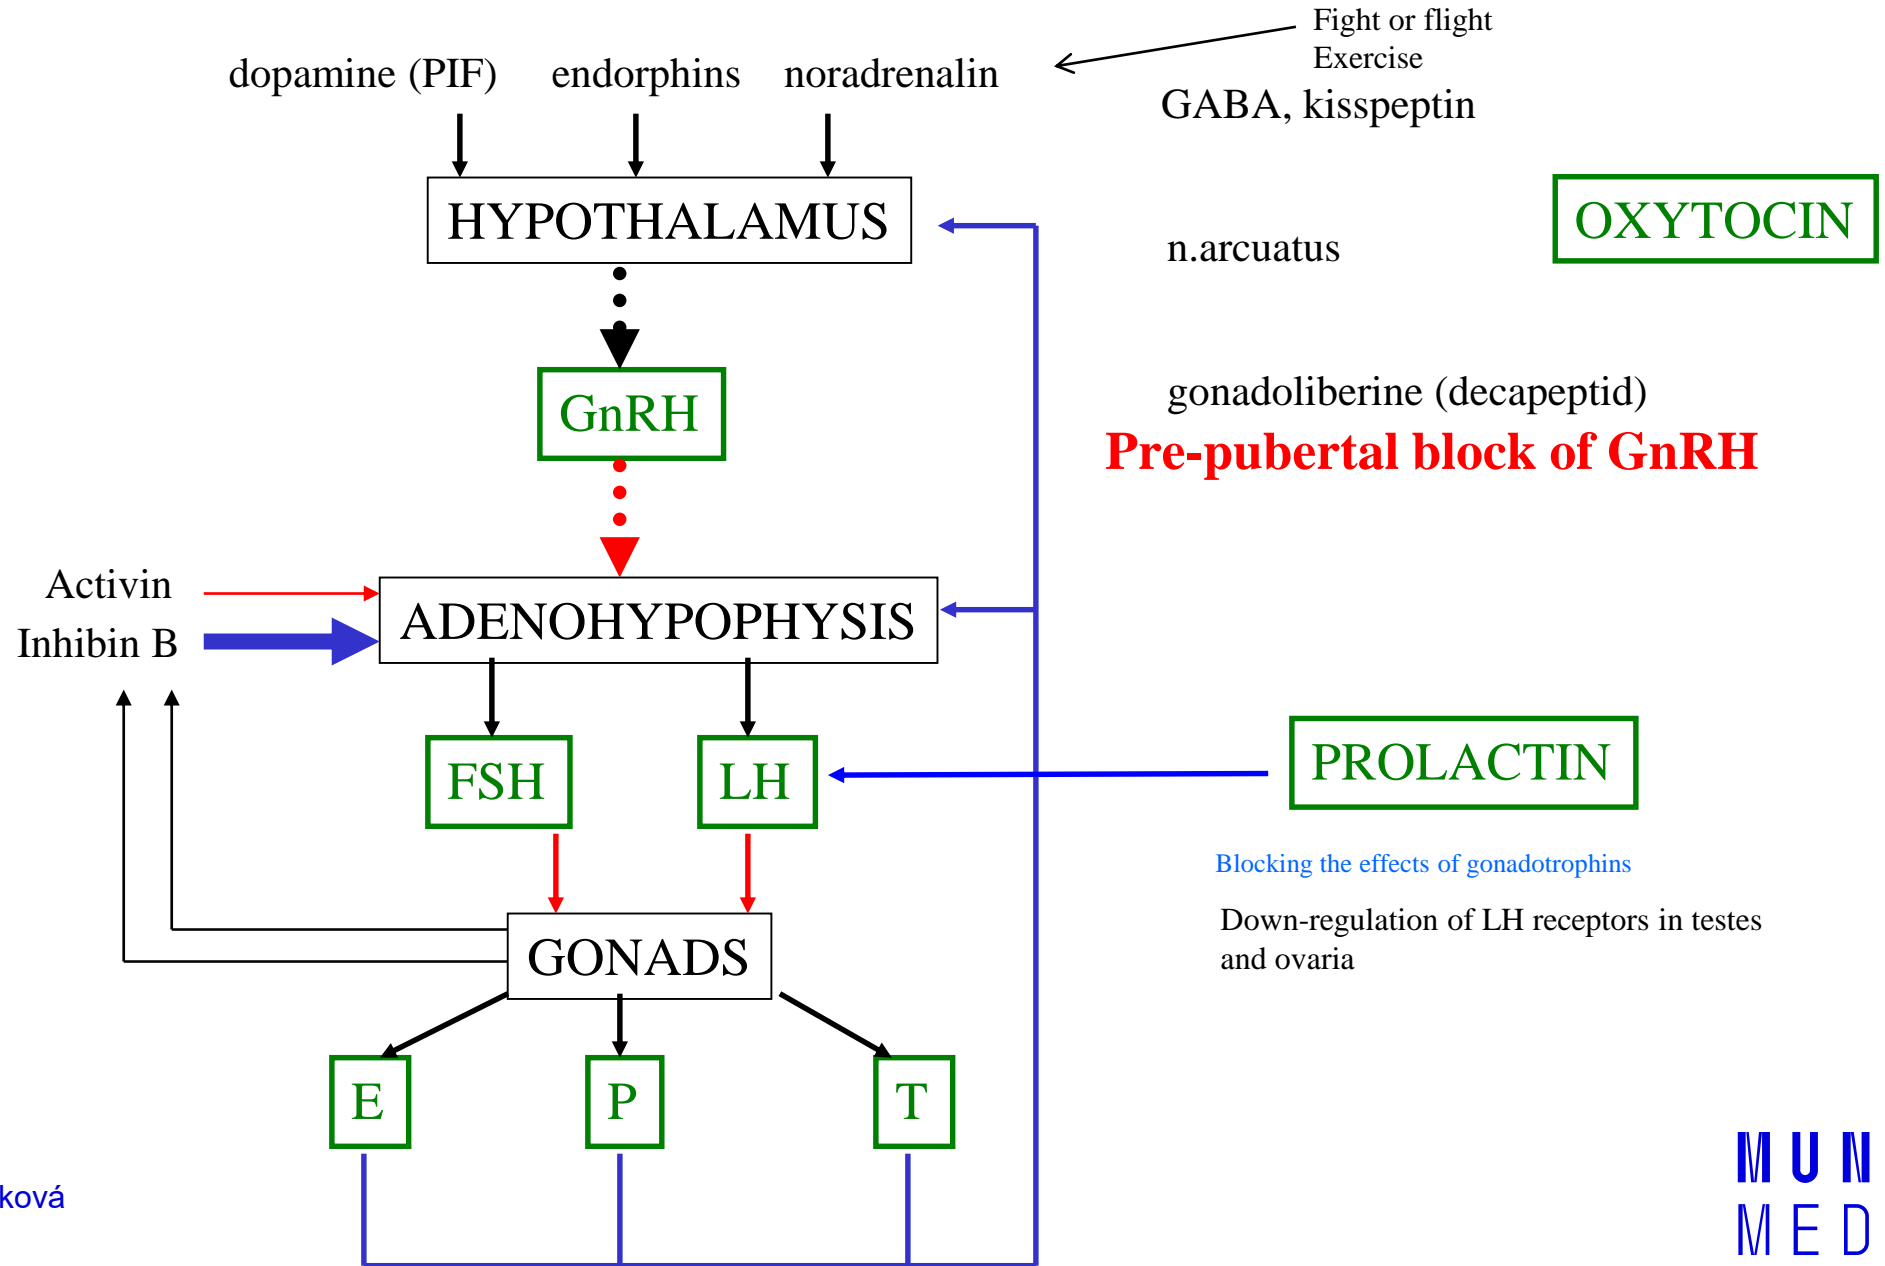 Fight or flight
Exercise
dopamine (PIF) endorphins noradrenalin
GABA, kisspeptin
HYPOTHALAMUS
n.arcuatus
OXYTOCIN
GnRH
gonadoliberine (decapeptid)
Pre-pubertal block of GnRH
Activin
Inhibin B
ADENOHYPOPHYSIS
FSH
LH
PROLACTIN
Blocking the effects of gonadotrophins
Down-regulation of LH receptors in testes
and ovaria
GONADS
E
P
T
ková
MUN
MED